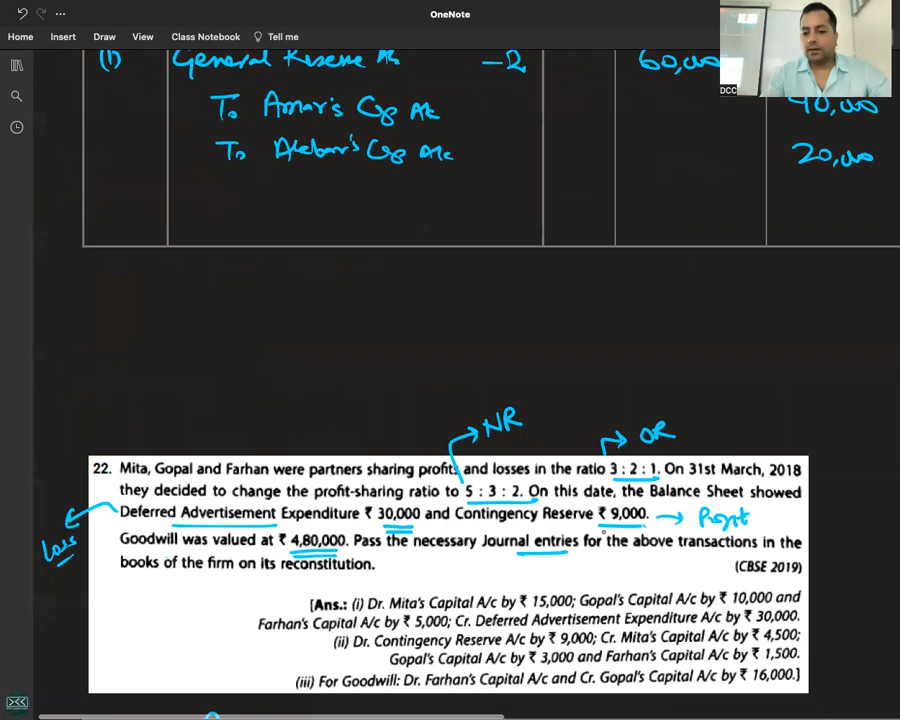 OneNote
Home Insert Draw View Class Notebook Tell me
DCC
(1) General Reserve A/c -Dr 60,000
To Amar's Cap A/c 40,000
To Akbar's Cap A/c 20,000
NR
OR
22. Mita, Gopal and Farhan were partners sharing profits and losses in the ratio 3 : 2 : 1. On 31st March, 2018
they decided to change the profit-sharing ratio to 5 : 3 : 2. On this date, the Balance Sheet showed
Deferred Advertisement Expenditure ₹ 30,000 and Contingency Reserve ₹ 9,000. → Profit
Loss
Goodwill was valued at ₹ 4,80,000. Pass the necessary Journal entries for the above transactions in the
books of the firm on its reconstitution. (CBSE 2019)
[Ans.: (i) Dr. Mita's Capital A/c by ₹ 15,000; Gopal's Capital A/c by ₹ 10,000 and
Farhan's Capital A/c by ₹ 5,000; Cr. Deferred Advertisement Expenditure A/c by ₹ 30,000.
(ii) Dr. Contingency Reserve A/c by ₹ 9,000; Cr. Mita's Capital A/c by ₹ 4,500;
Gopal's Capital A/c by ₹ 3,000 and Farhan's Capital A/c by ₹ 1,500.
(iii) For Goodwill: Dr. Farhan's Capital A/c and Cr. Gopal's Capital A/c by ₹ 16,000.]